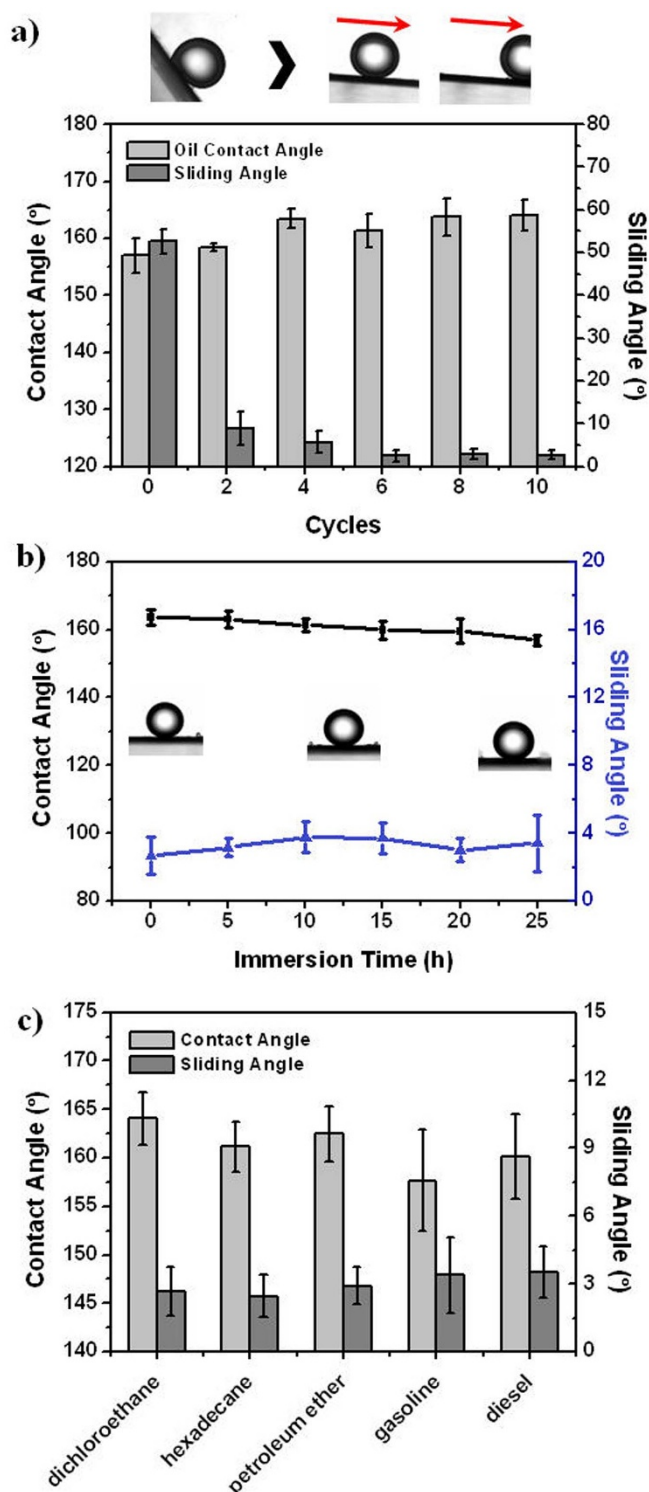 a)
180
170
160
150
140
130
120
Contact Angle (º)
Oil Contact Angle
Sliding Angle
80
70
60
50
40
30
20
10
0
Sliding Angle (º)
0 2 4 6 8 10
Cycles
b)
180
160
140
120
100
80
Contact Angle (º)
20
16
12
8
4
0
Sliding Angle (º)
0 5 10 15 20 25
Immersion Time (h)
c)
175
170
165
160
155
150
145
140
Contact Angle (º)
Contact Angle
Sliding Angle
15
12
9
6
3
0
Sliding Angle (º)
dichloroethane
hexadecane
petroleum ether
gasoline
diesel